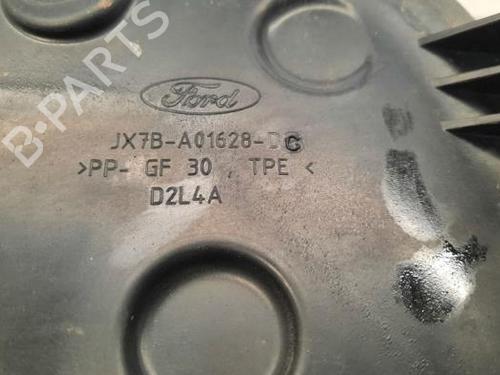 B-PARTS
Ford
JX7B-A01628-DG
>PP- GF 30 , TPE <
D2L4A